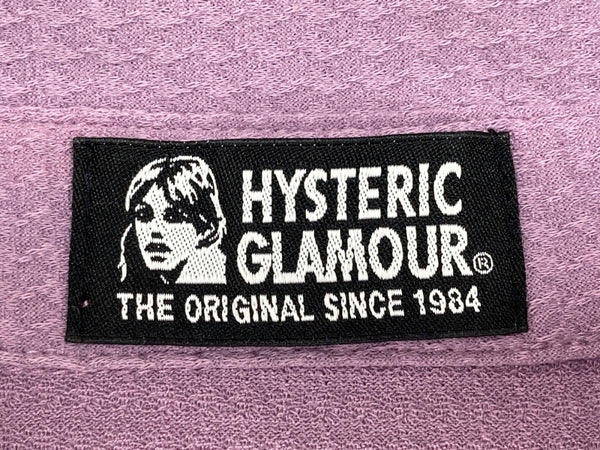 HYSTERIC
GLAMOUR®
THE ORIGINAL SINCE 1984